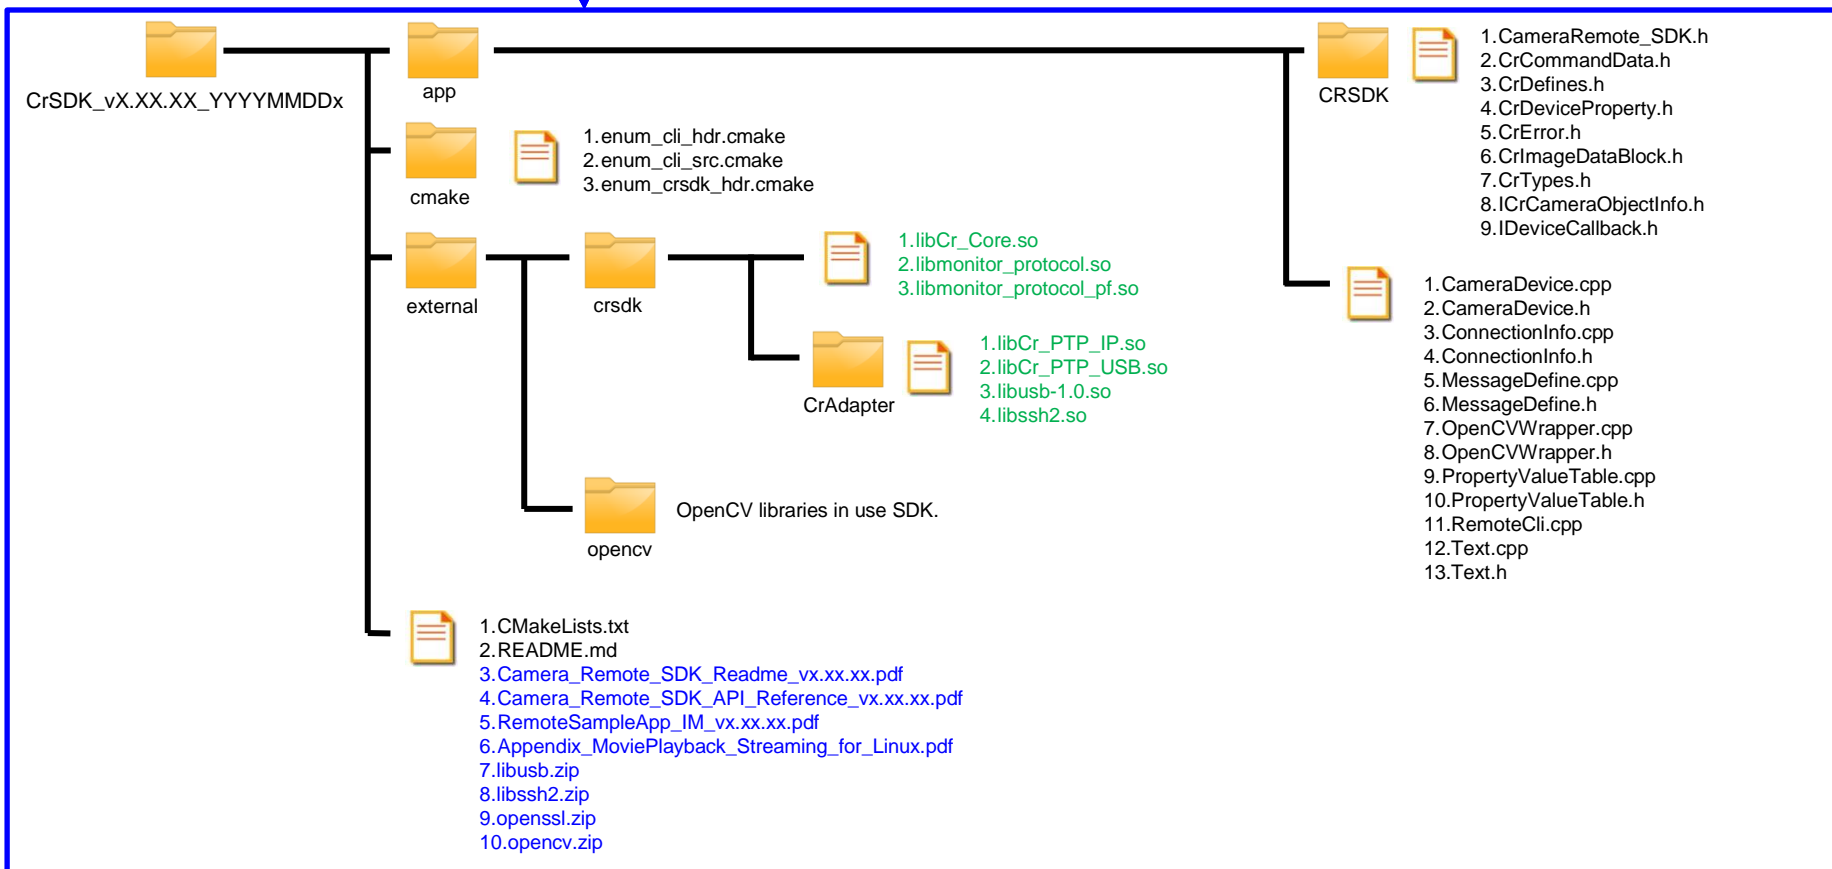 CrSDK_vX.XX.XX_YYYYMMDDx
app
CRSDK
1.CameraRemote_SDK.h
2.CrCommandData.h
3.CrDefines.h
4.CrDeviceProperty.h
5.CrError.h
6.CrImageDataBlock.h
7.CrTypes.h
8.ICrCameraObjectInfo.h
9.IDeviceCallback.h
1.CameraDevice.cpp
2.CameraDevice.h
3.ConnectionInfo.cpp
4.ConnectionInfo.h
5.MessageDefine.cpp
6.MessageDefine.h
7.OpenCVWrapper.cpp
8.OpenCVWrapper.h
9.PropertyValueTable.cpp
10.PropertyValueTable.h
11.RemoteCli.cpp
12.Text.cpp
13.Text.h
cmake
1.enum_cli_hdr.cmake
2.enum_cli_src.cmake
3.enum_crsdk_hdr.cmake
external
crsdk
1.libCr_Core.so
2.libmonitor_protocol.so
3.libmonitor_protocol_pf.so
CrAdapter
1.libCr_PTP_IP.so
2.libCr_PTP_USB.so
3.libusb-1.0.so
4.libssh2.so
opencv
OpenCV libraries in use SDK.
1.CMakeLists.txt
2.README.md
3.Camera_Remote_SDK_Readme_vx.xx.xx.pdf
4.Camera_Remote_SDK_API_Reference_vx.xx.xx.pdf
5.RemoteSampleApp_IM_vx.xx.xx.pdf
6.Appendix_MoviePlayback_Streaming_for_Linux.pdf
7.libusb.zip
8.libssh2.zip
9.openssl.zip
10.opencv.zip